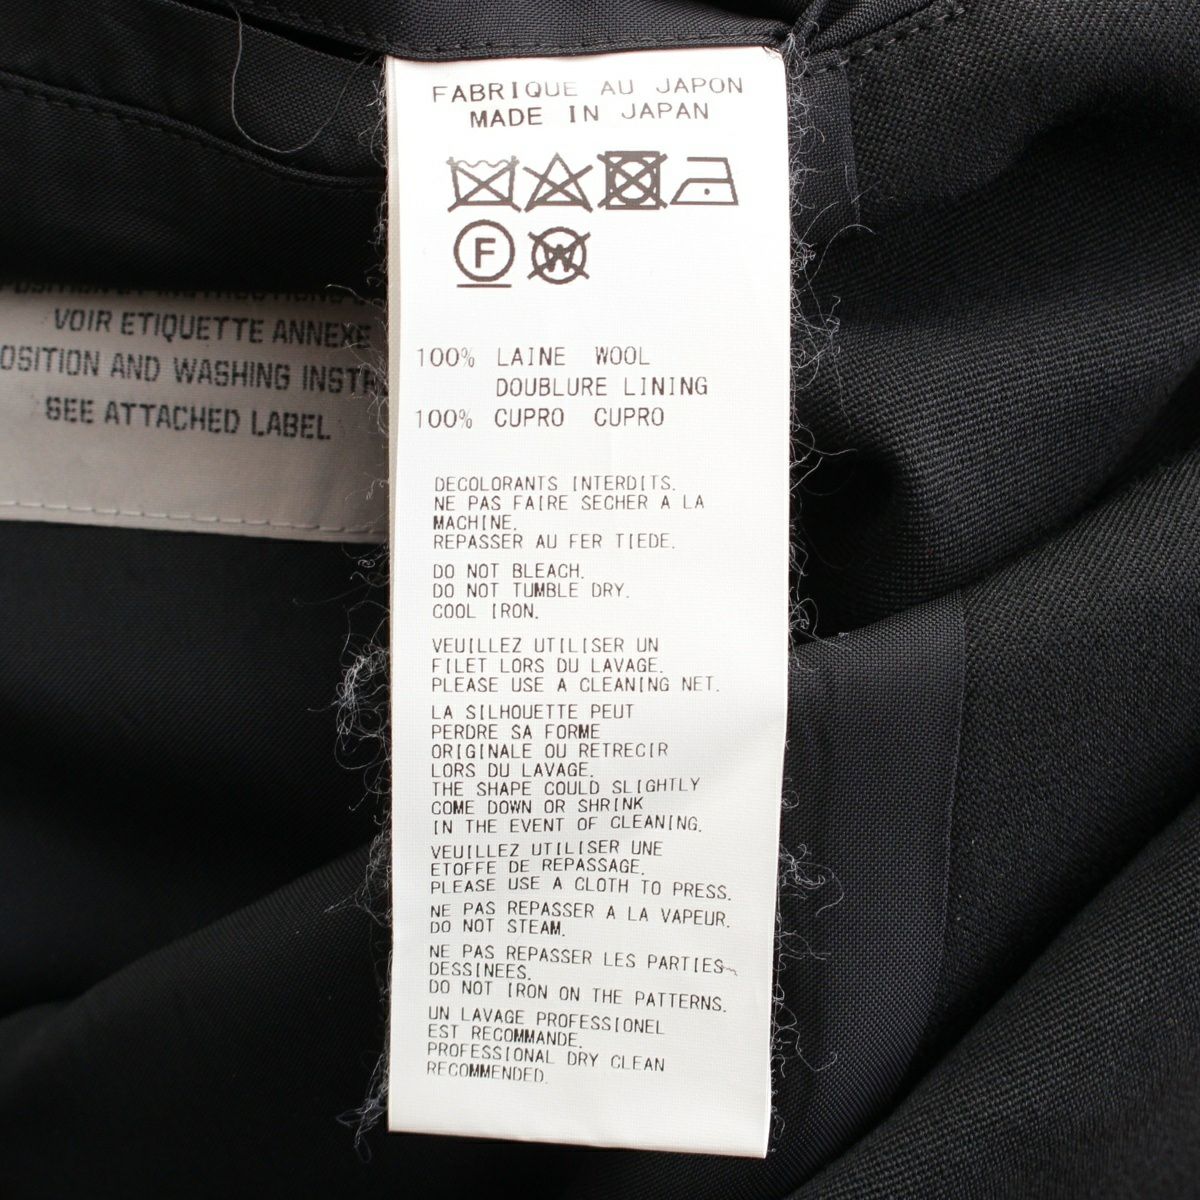 FABRIQUE AU JAPON
MADE IN JAPAN
F
W
100% LAINE WOOL
DOUBLURE LINING
100% CUPRO CUPRO
DECOLORANTS INTERDITS.
NE PAS FAIRE SECHER A LA
MACHINE.
REPASSER AU FER TIEDE.
DO NOT BLEACH.
DO NOT TUMBLE DRY.
COOL IRON.
VEUILLEZ UTILISER UN
FILET LORS DU LAVAGE.
PLEASE USE A CLEANING NET.
LA SILHOUETTE PEUT
PERDRE SA FORME
ORIGINALE OU RETRECIR
LORS DU LAVAGE.
THE SHAPE COULD SLIGHTLY
COME DOWN OR SHRINK
IN THE EVENT OF CLEANING.
VEUILLEZ UTILISER UNE
ETOFFE DE REPASSAGE.
PLEASE USE A CLOTH TO PRESS.
NE PAS REPASSER A LA VAPEUR.
DO NOT STEAM.
NE PAS REPASSER LES PARTIES
DESSINEES.
DO NOT IRON ON THE PATTERNS.
UN LAVAGE PROFESSIONEL
EST RECOMMANDE.
PROFESSIONAL DRY CLEAN
RECOMMENDED.
VOIR ETIQUETTE ANNEXE
OSITION AND WASHING INSTR
SEE ATTACHED LABEL